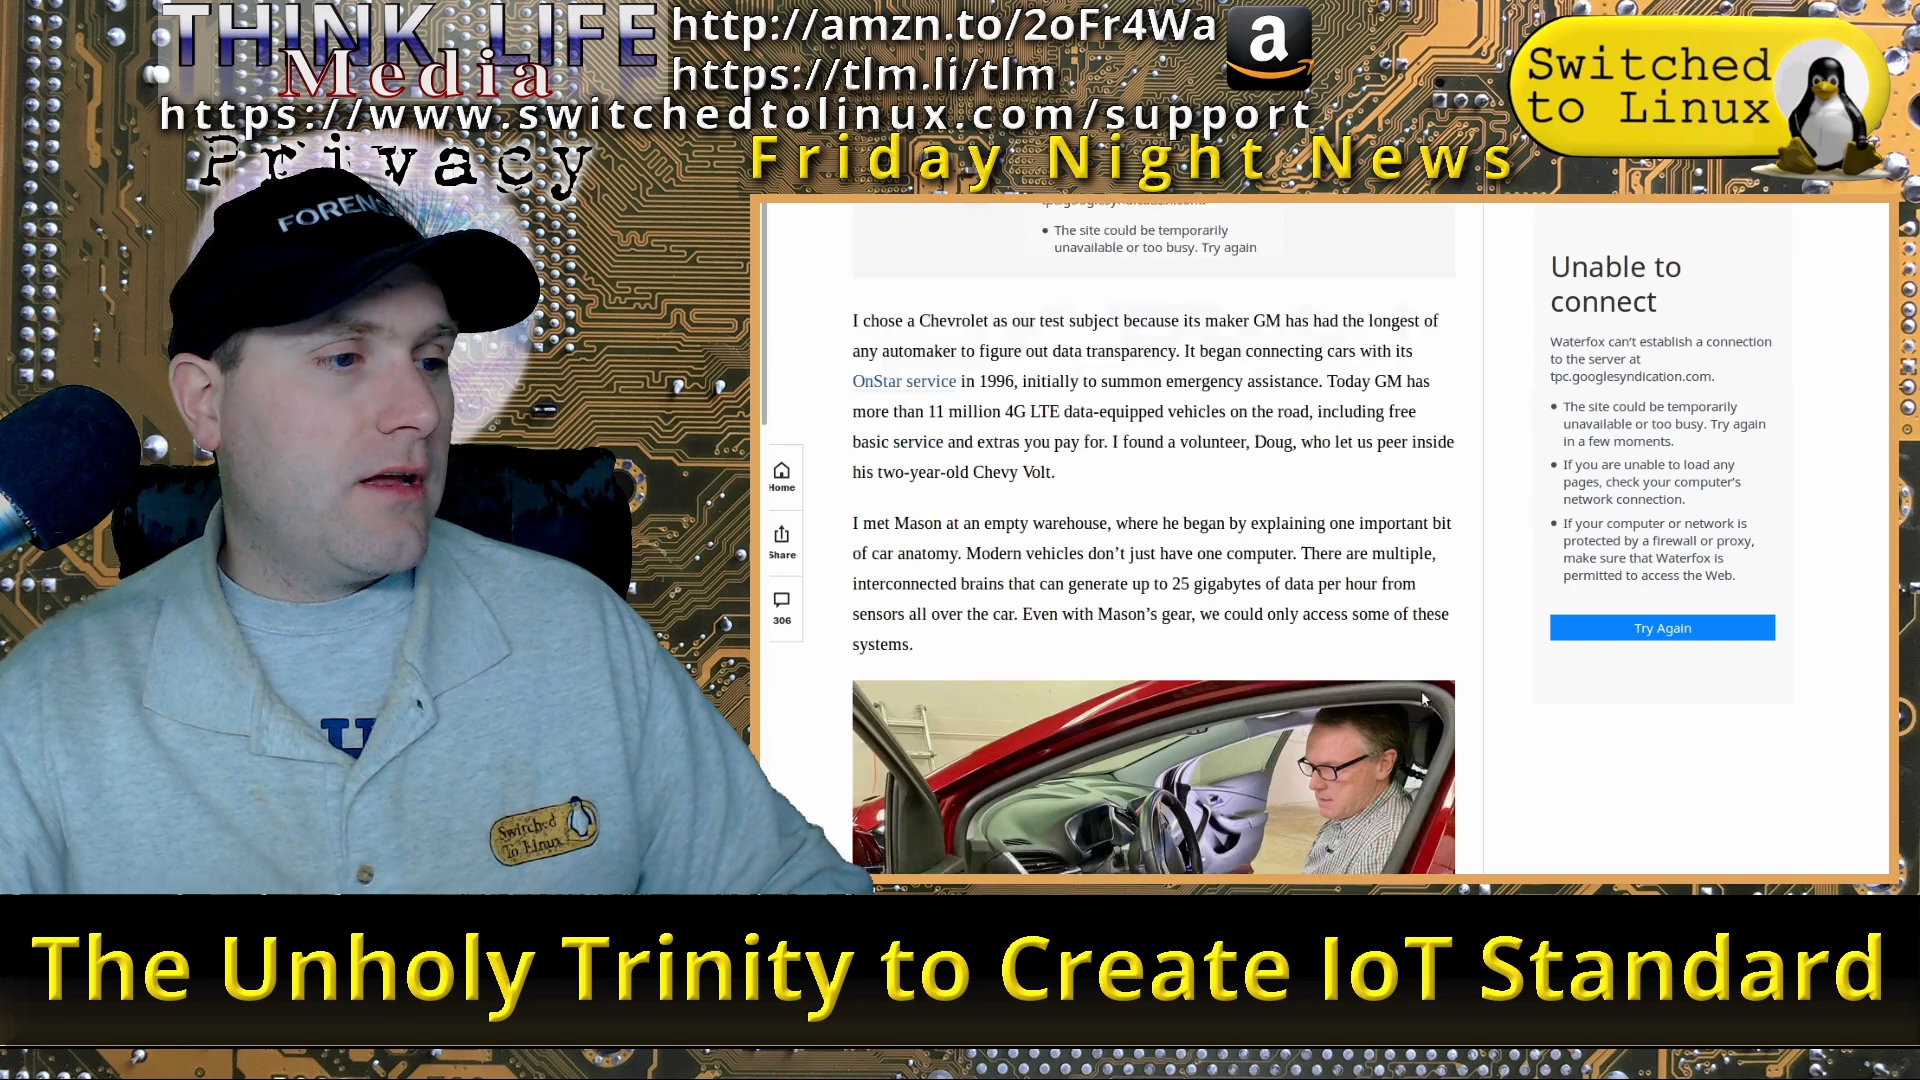 THINK LIFE
Media
http://amzn.to/2oFr4Wa
a
https://tlm.li/tlm
https://www.switchedtolinux.com/support
Switched
to Linux
Privacy
Friday Night News
FOREN
The site could be temporarily
unavailable or too busy. Try again
I chose a Chevrolet as our test subject because its maker GM has had the longest of
any automaker to figure out data transparency. It began connecting cars with its
OnStar service in 1996, initially to summon emergency assistance. Today GM has
more than 11 million 4G LTE data-equipped vehicles on the road, including free
basic service and extras you pay for. I found a volunteer, Doug, who let us peer inside
his two-year-old Chevy Volt.
I met Mason at an empty warehouse, where he began by explaining one important bit
of car anatomy. Modern vehicles don’t just have one computer. There are multiple,
interconnected brains that can generate up to 25 gigabytes of data per hour from
sensors all over the car. Even with Mason’s gear, we could only access some of these
systems.
Home
Share
306
Unable to
connect
Waterfox can’t establish a connection
to the server at
tpc.googlesyndication.com.
• The site could be temporarily
unavailable or too busy. Try again
in a few moments.
• If you are unable to load any
pages, check your computer’s
network connection.
• If your computer or network is
protected by a firewall or proxy,
make sure that Waterfox is
permitted to access the Web.
Try Again
Switched
To Linux
The Unholy Trinity to Create IoT Standard